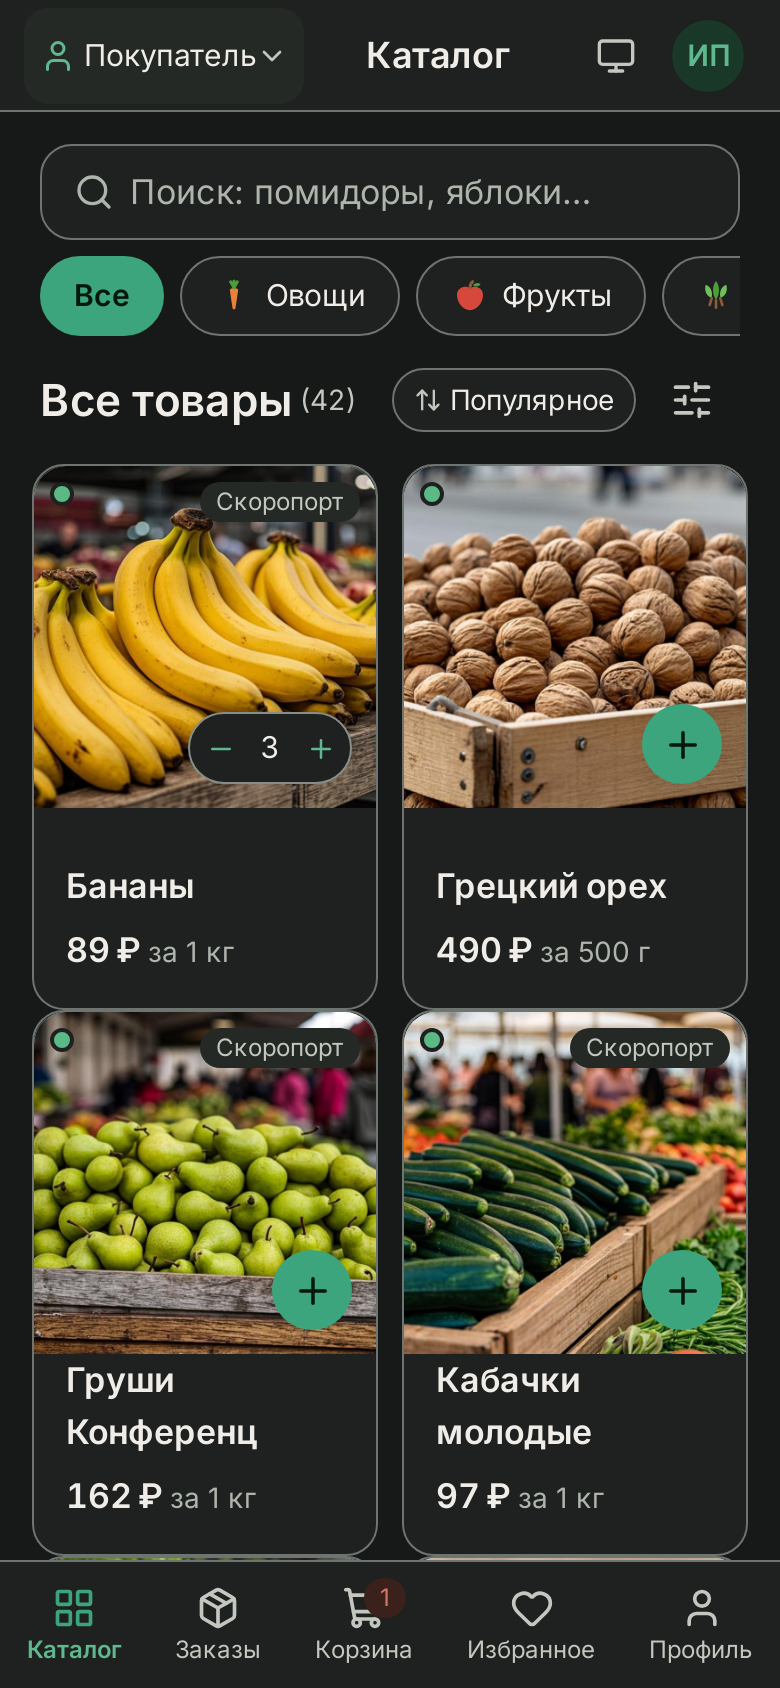 Покупатель
Каталог
ИП
Поиск: помидоры, яблоки...
Все
Овощи
Фрукты
Все товары (42)
Популярное
Скоропорт
3
Бананы
89 ₽ за 1 кг
Грецкий орех
490 ₽ за 500 г
Скоропорт
Скоропорт
Груши
Конференц
162 ₽ за 1 кг
Кабачки
молодые
97 ₽ за 1 кг
1
Каталог
Заказы
Корзина
Избранное
Профиль